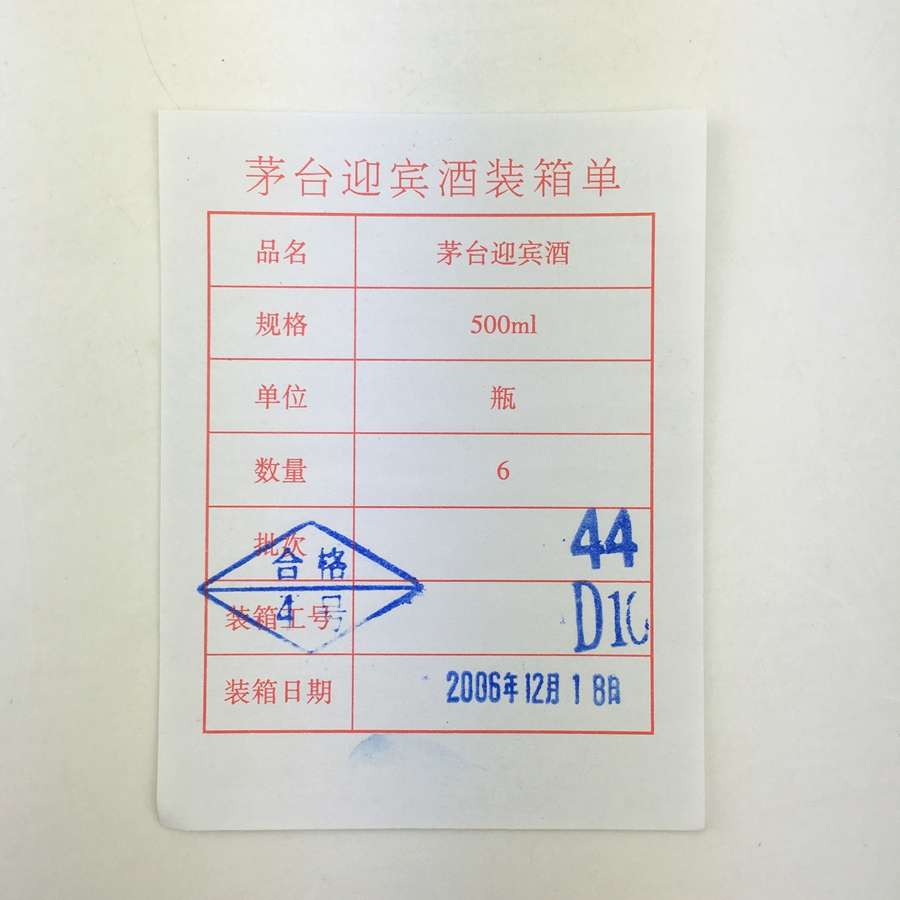 茅台迎宾酒装箱单
品名 茅台迎宾酒
规格 500ml
单位 瓶
数量 6
批次 44
合格
4号
装箱工号
装箱日期 2006年12月18日